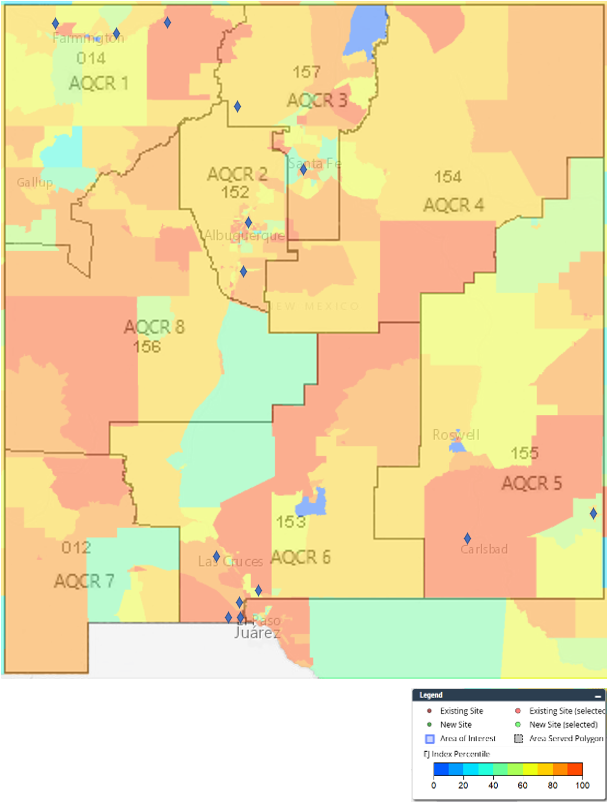 Farmington
014
AQCR 1
157
AQCR 3
Santa Fe
Gallup
AQCR 2
152
154
AQCR 4
Albuquerque
NEW MEXICO
AQCR 8
156
Roswell
155
AQCR 5
153
012
Las Cruces
AQCR 6
Carlsbad
AQCR 7
El Paso
Juárez
Legend
Existing Site
Existing Site (selected
New Site
New Site (selected)
Area of Interest
Area Served Polygon
EJ Index Percentile
0 20 40 60 80 100